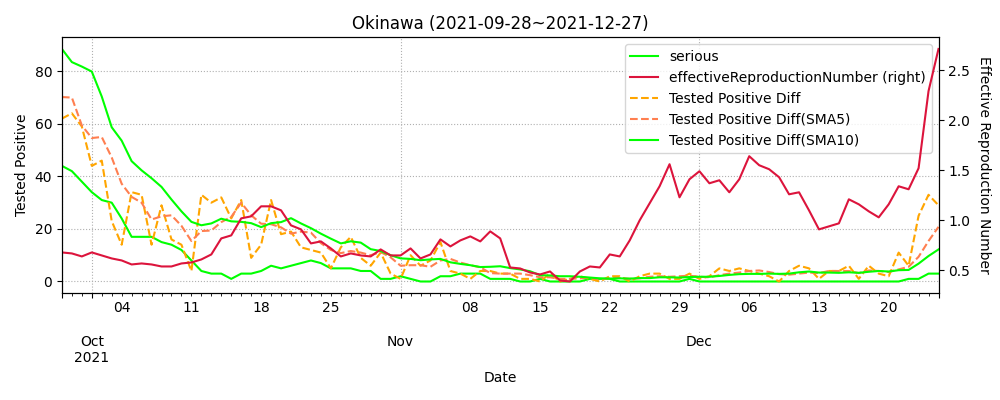 Okinawa (2021-09-28~2021-12-27)
serious
effectiveReproductionNumber (right)
Tested Positive Diff
Tested Positive Diff(SMA5)
Tested Positive Diff(SMA10)
Tested Positive
80
60
40
20
0
2.5
2.0
1.5
1.0
0.5
Effective Reproduction Number
04 11 18 25 08 15 22 29 06 13 20
Oct Nov Dec
2021
Date